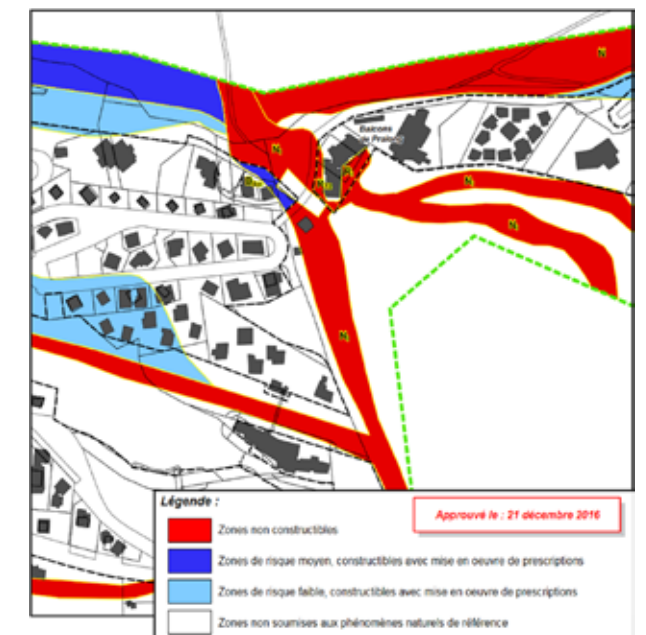 Balcons
de Pralong
Légende :
Approuvé le : 21 décembre 2016
Zones non constructibles
Zones de risque moyen, constructibles avec mise en oeuvre de prescriptions
Zones de risque faible, constructibles avec mise en oeuvre de prescriptions
Zones non soumises aux phénomènes naturels de référence